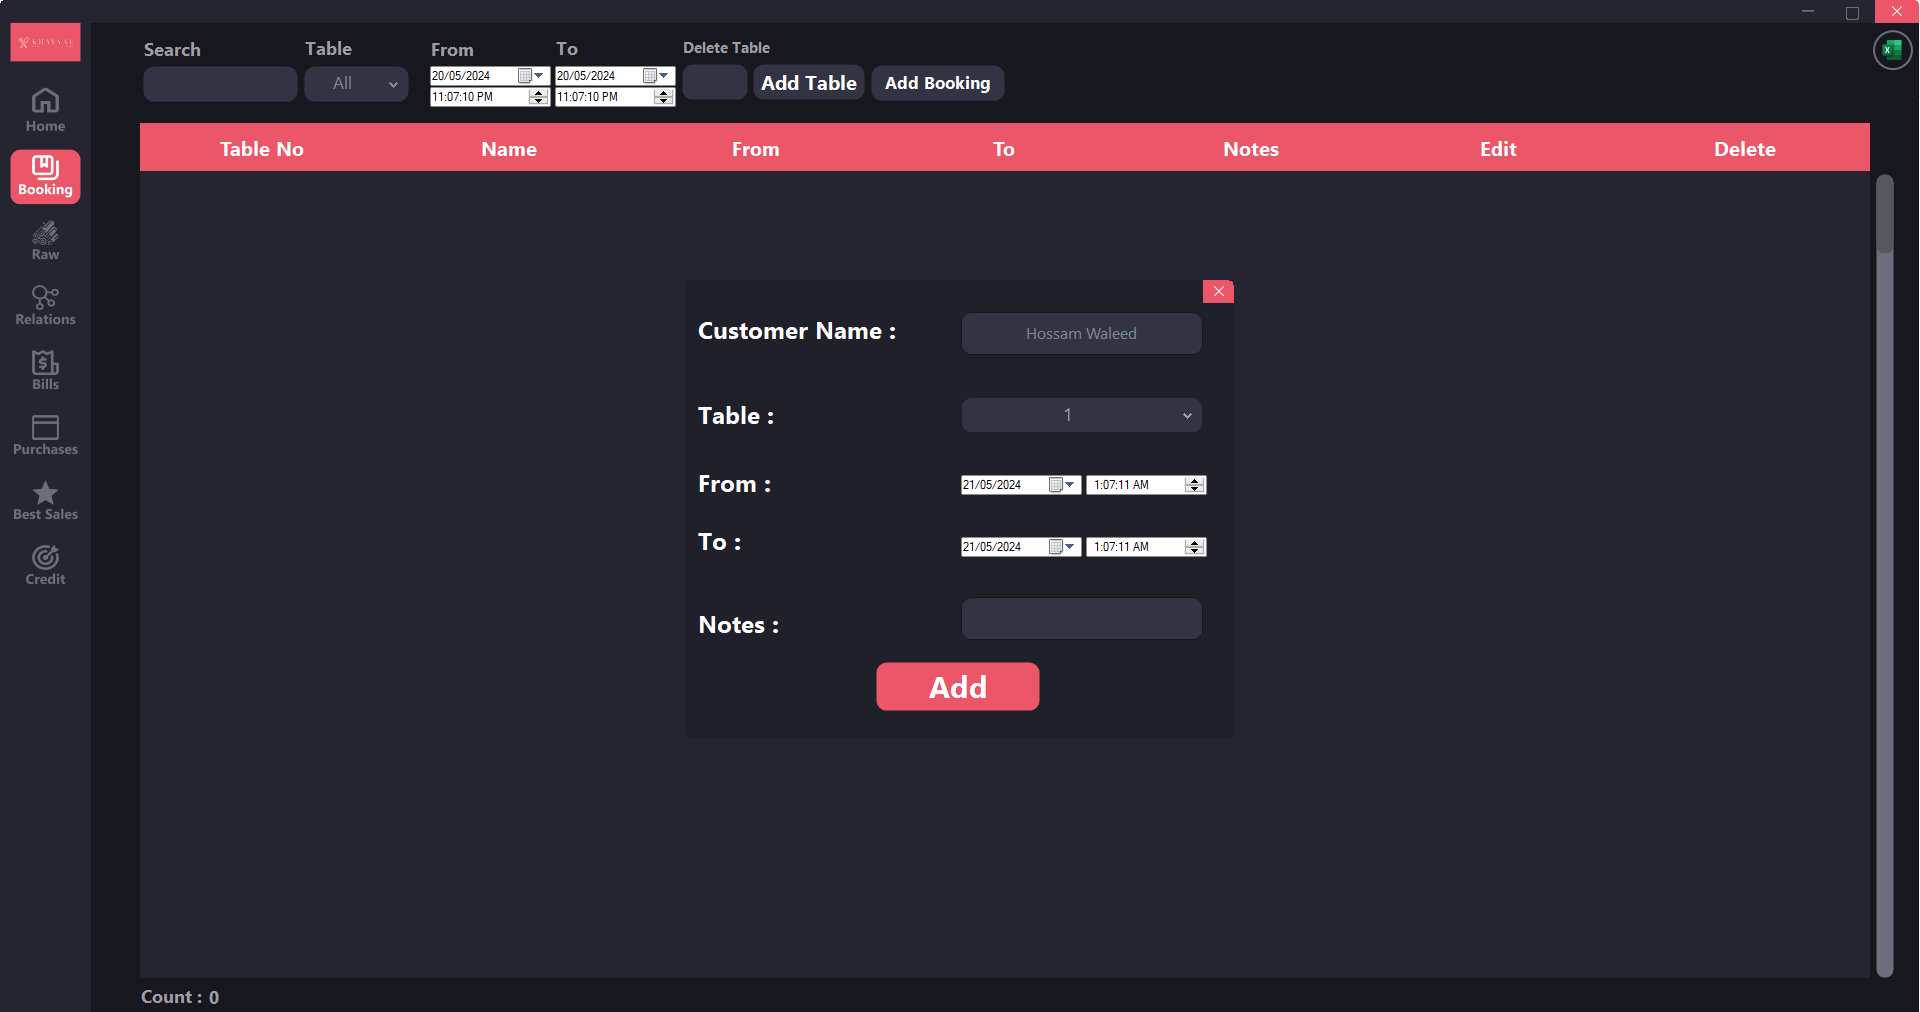 Search
Table
From
To
Delete Table
All
20/05/2024
11:07:10 PM
20/05/2024
11:07:10 PM
Add Table
Add Booking
Home
Booking
Raw
Relations
Bills
Purchases
Best Sales
Credit
Table No
Name
From
To
Notes
Edit
Delete
Customer Name :
Hossam Waleed
Table :
1
From :
21/05/2024
1:07:11 AM
To :
21/05/2024
1:07:11 AM
Notes :
Add
Count : 0